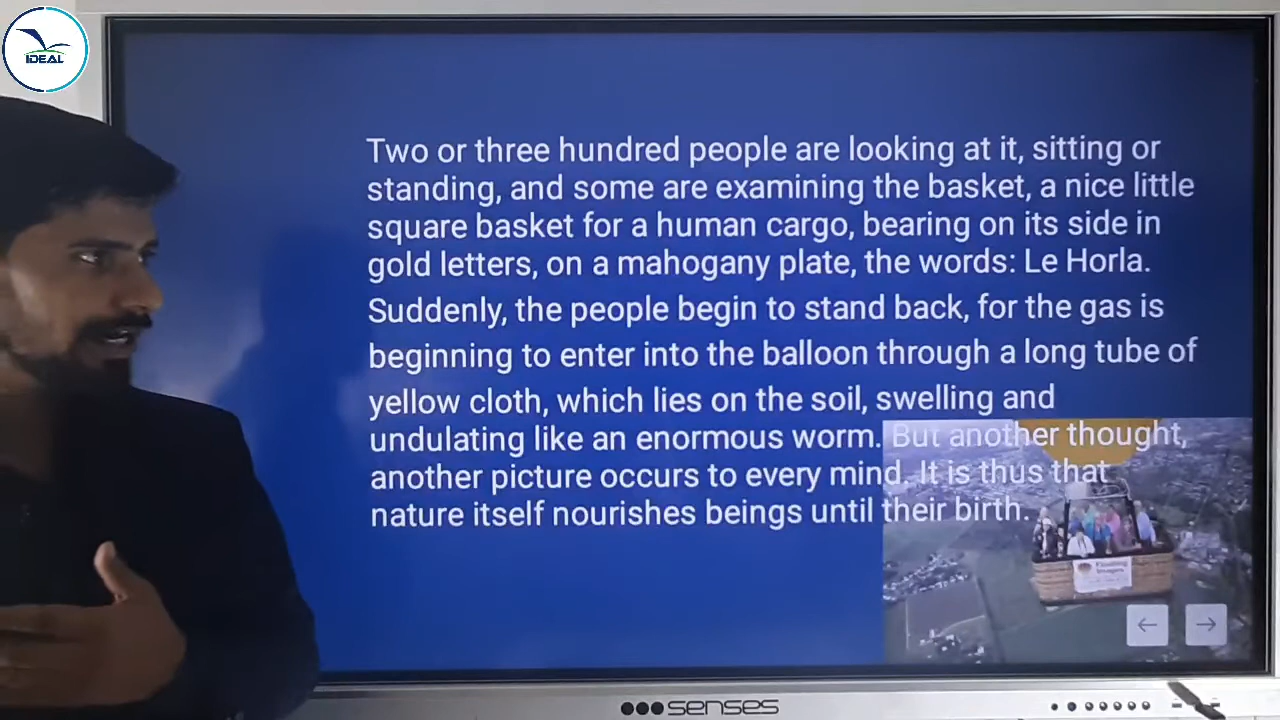 IDEAL
Two or three hundred people are looking at it, sitting or
standing, and some are examining the basket, a nice little
square basket for a human cargo, bearing on its side in
gold letters, on a mahogany plate, the words: Le Horla.
Suddenly, the people begin to stand back, for the gas is
beginning to enter into the balloon through a long tube of
yellow cloth, which lies on the soil, swelling and
undulating like an enormous worm. But another thought,
another picture occurs to every mind. It is thus that
nature itself nourishes beings until their birth.
Floating
Images
senses